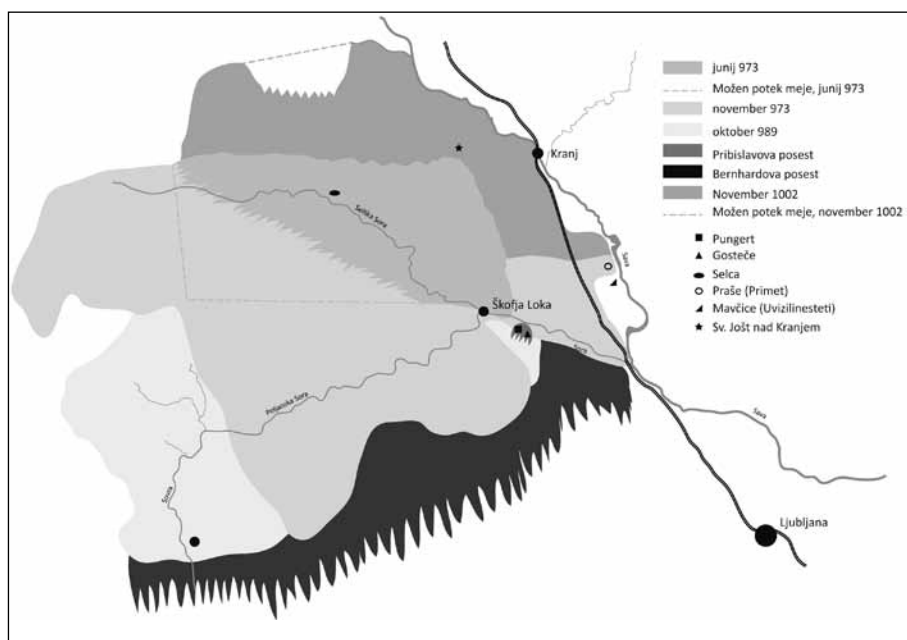 junij 973
Možen potek meje, junij 973
november 973
oktober 989
Pribislavova posest
Bernhardova posest
November 1002
Možen potek meje, november 1002
Pungert
Gosteče
Selca
Praše (Primet)
Mavčice (Uvizilinesteti)
Sv. Jošt nad Kranjem
Kranj
Selška Sora
Sava
Škofja Loka
Sora
Poljanska Sora
Sava
Ljubljana